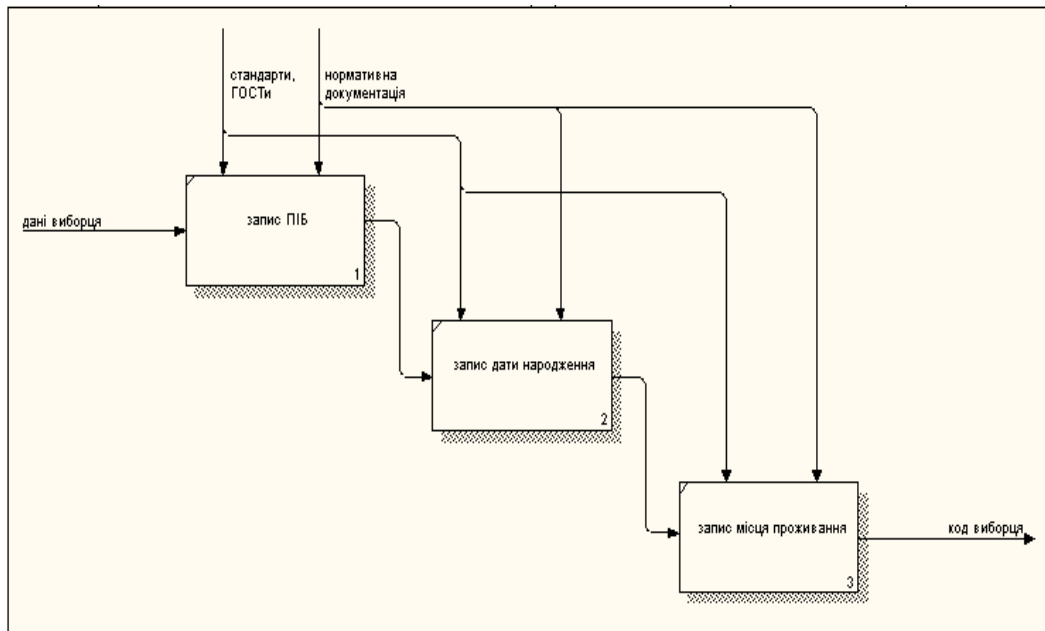 стандарти,
ГОСТи
нормативна
документація
дані виборця
запис ПІБ
1
запис дати народження
2
запис місця проживання
3
код виборця